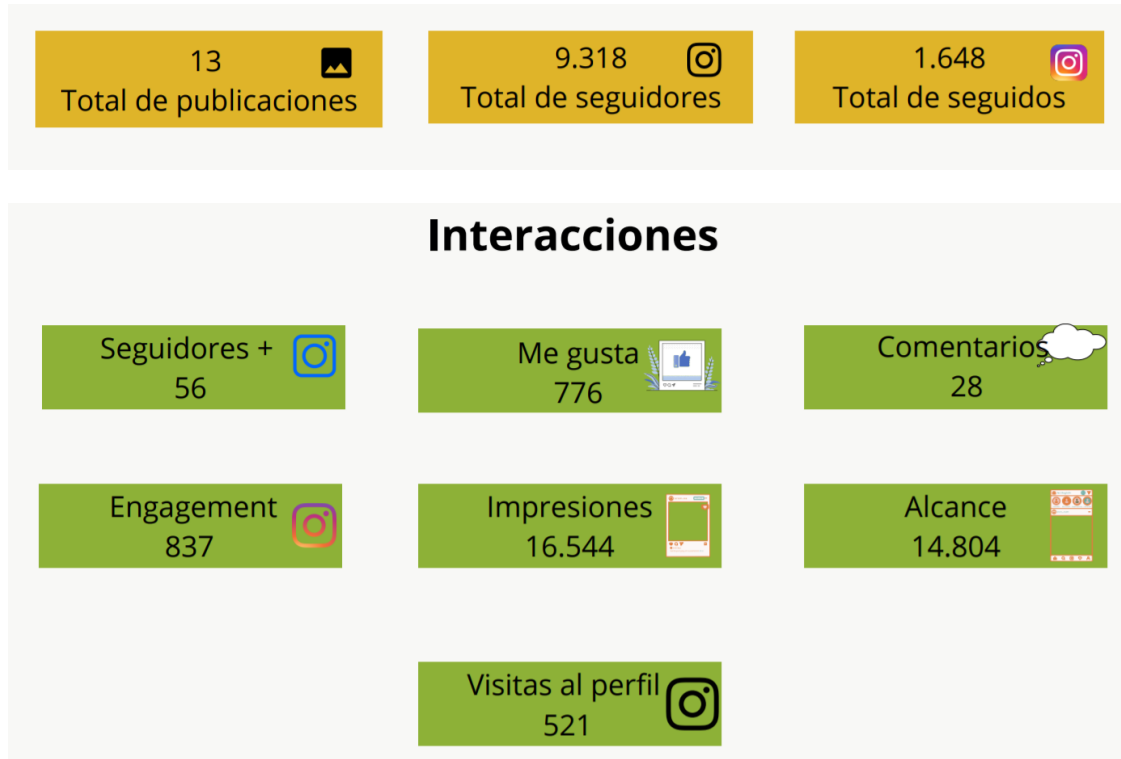 13
Total de publicaciones
9.318
Total de seguidores
1.648
Total de seguidos
Interacciones
Seguidores +
56
Me gusta
776
Comentarios
28
Engagement
837
Impresiones
16.544
Alcance
14.804
Visitas al perfil
521